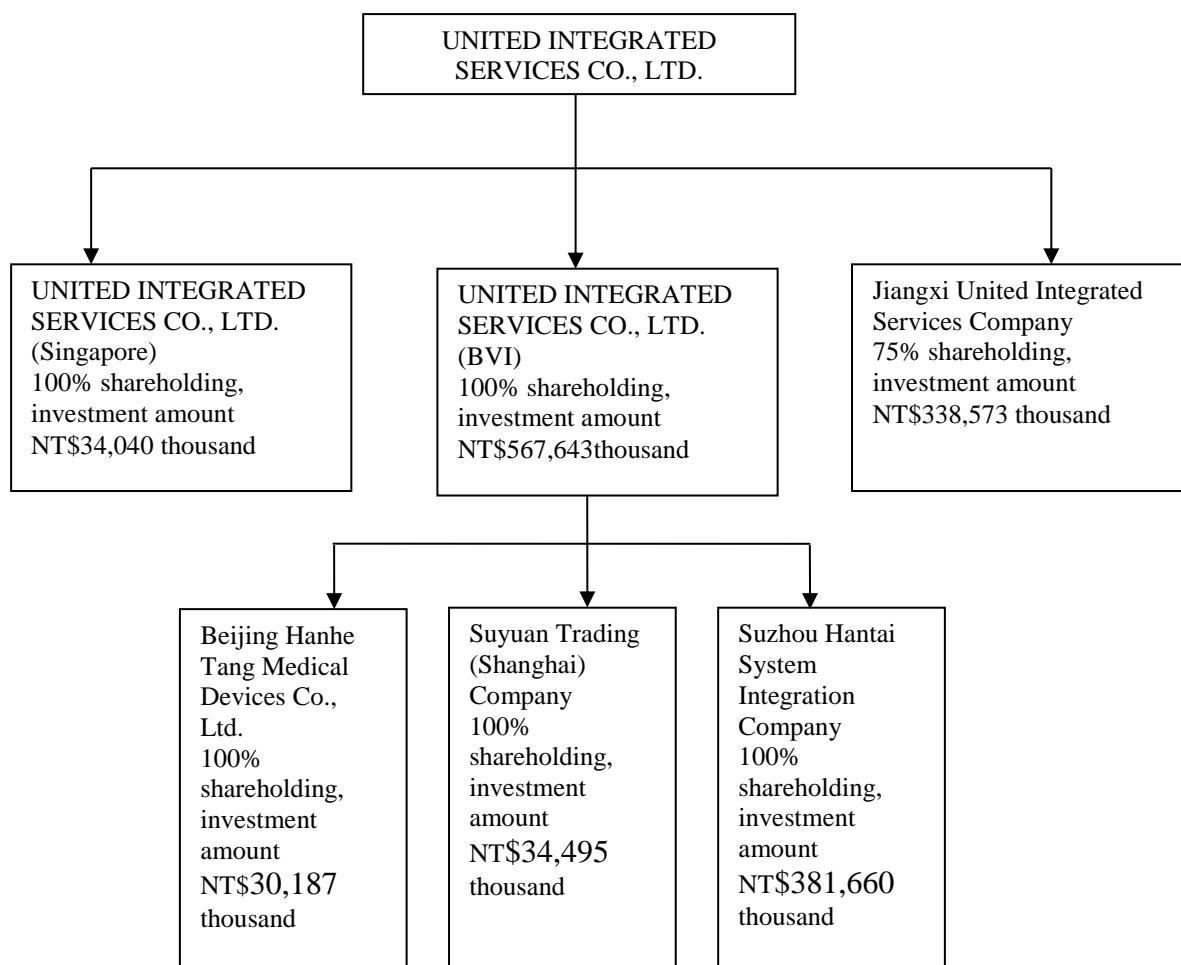 UNITED INTEGRATED
SERVICES CO., LTD.
UNITED INTEGRATED
SERVICES CO., LTD.
(Singapore)
100% shareholding,
investment amount
NT$34,040 thousand
UNITED INTEGRATED
SERVICES CO., LTD.
(BVI)
100% shareholding,
investment amount
NT$567,643thousand
Jiangxi United Integrated
Services Company
75% shareholding,
investment amount
NT$338,573 thousand
Beijing Hanhe
Tang Medical
Devices Co.,
Ltd.
100%
shareholding,
investment
amount
NT$30,187
thousand
Suyuan Trading
(Shanghai)
Company
100%
shareholding,
investment
amount
NT$34,495
thousand
Suzhou Hantai
System
Integration
Company
100%
shareholding,
investment
amount
NT$381,660
thousand